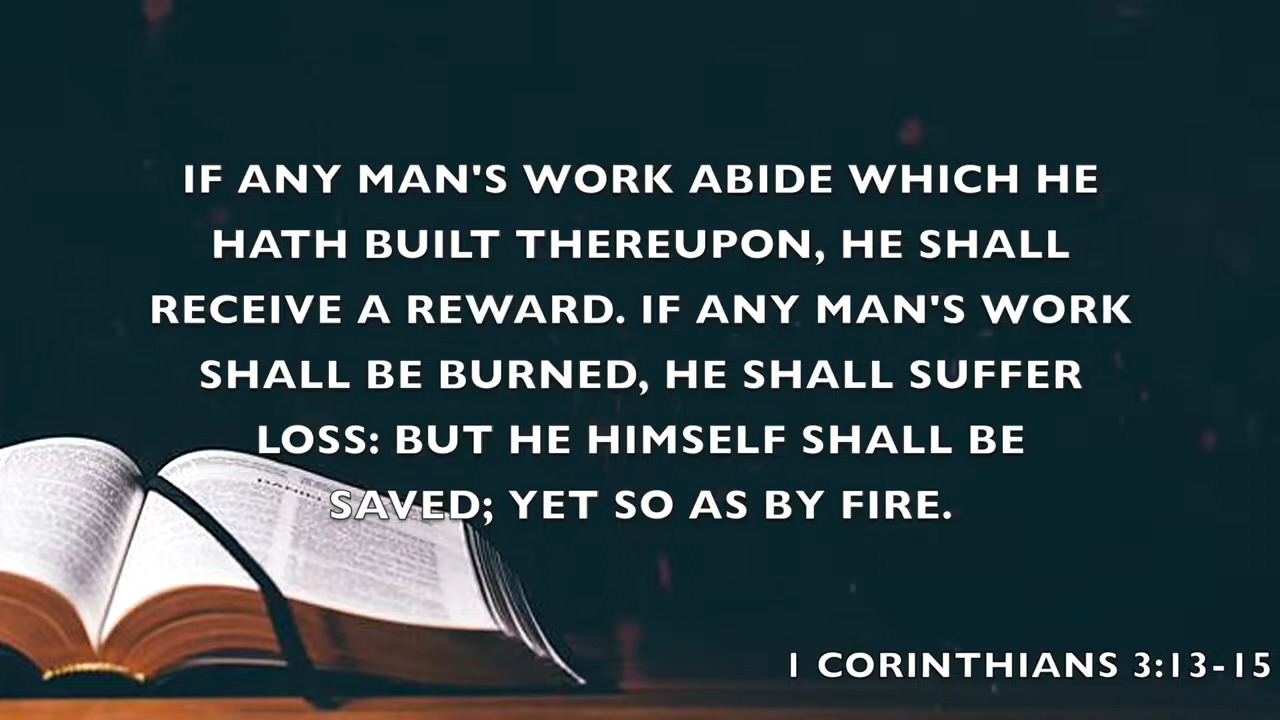 IF ANY MAN'S WORK ABIDE WHICH HE
HATH BUILT THEREUPON, HE SHALL
RECEIVE A REWARD. IF ANY MAN'S WORK
SHALL BE BURNED, HE SHALL SUFFER
LOSS: BUT HE HIMSELF SHALL BE
SAVED; YET SO AS BY FIRE.
1 CORINTHIANS 3:13-15